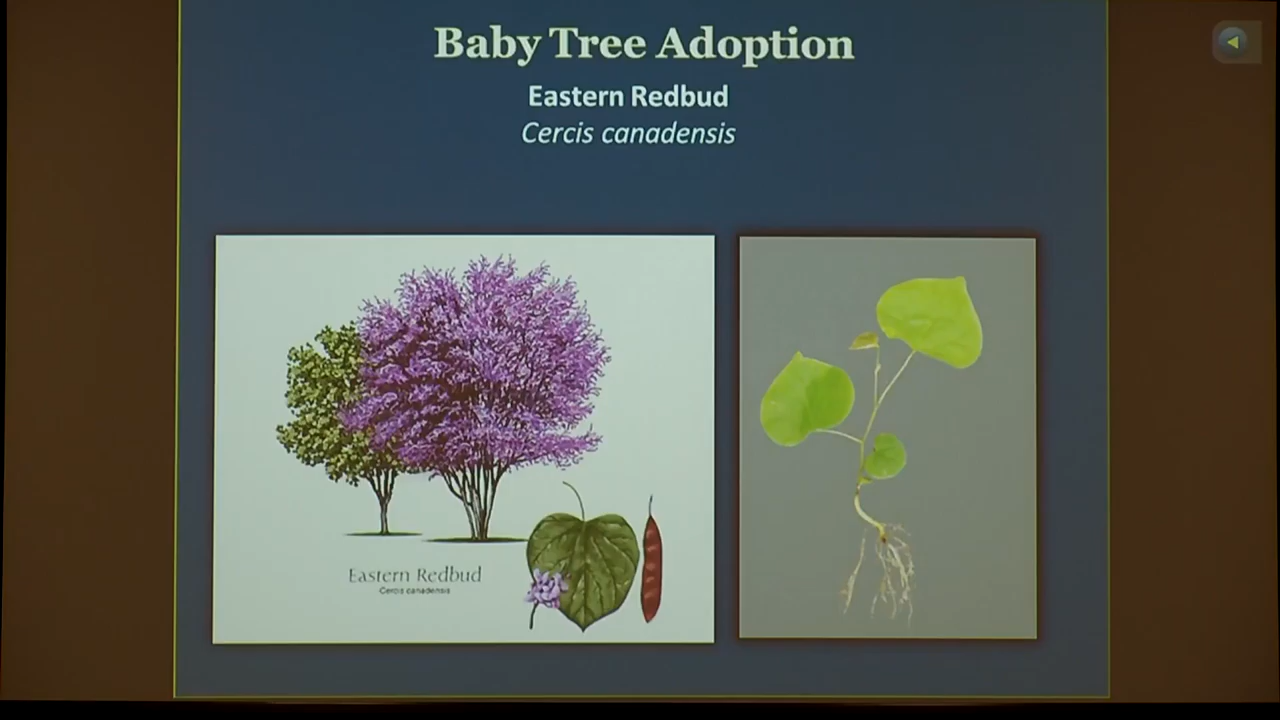 Baby Tree Adoption
Eastern Redbud
Cercis canadensis
Eastern Redbud
Cercis canadensis